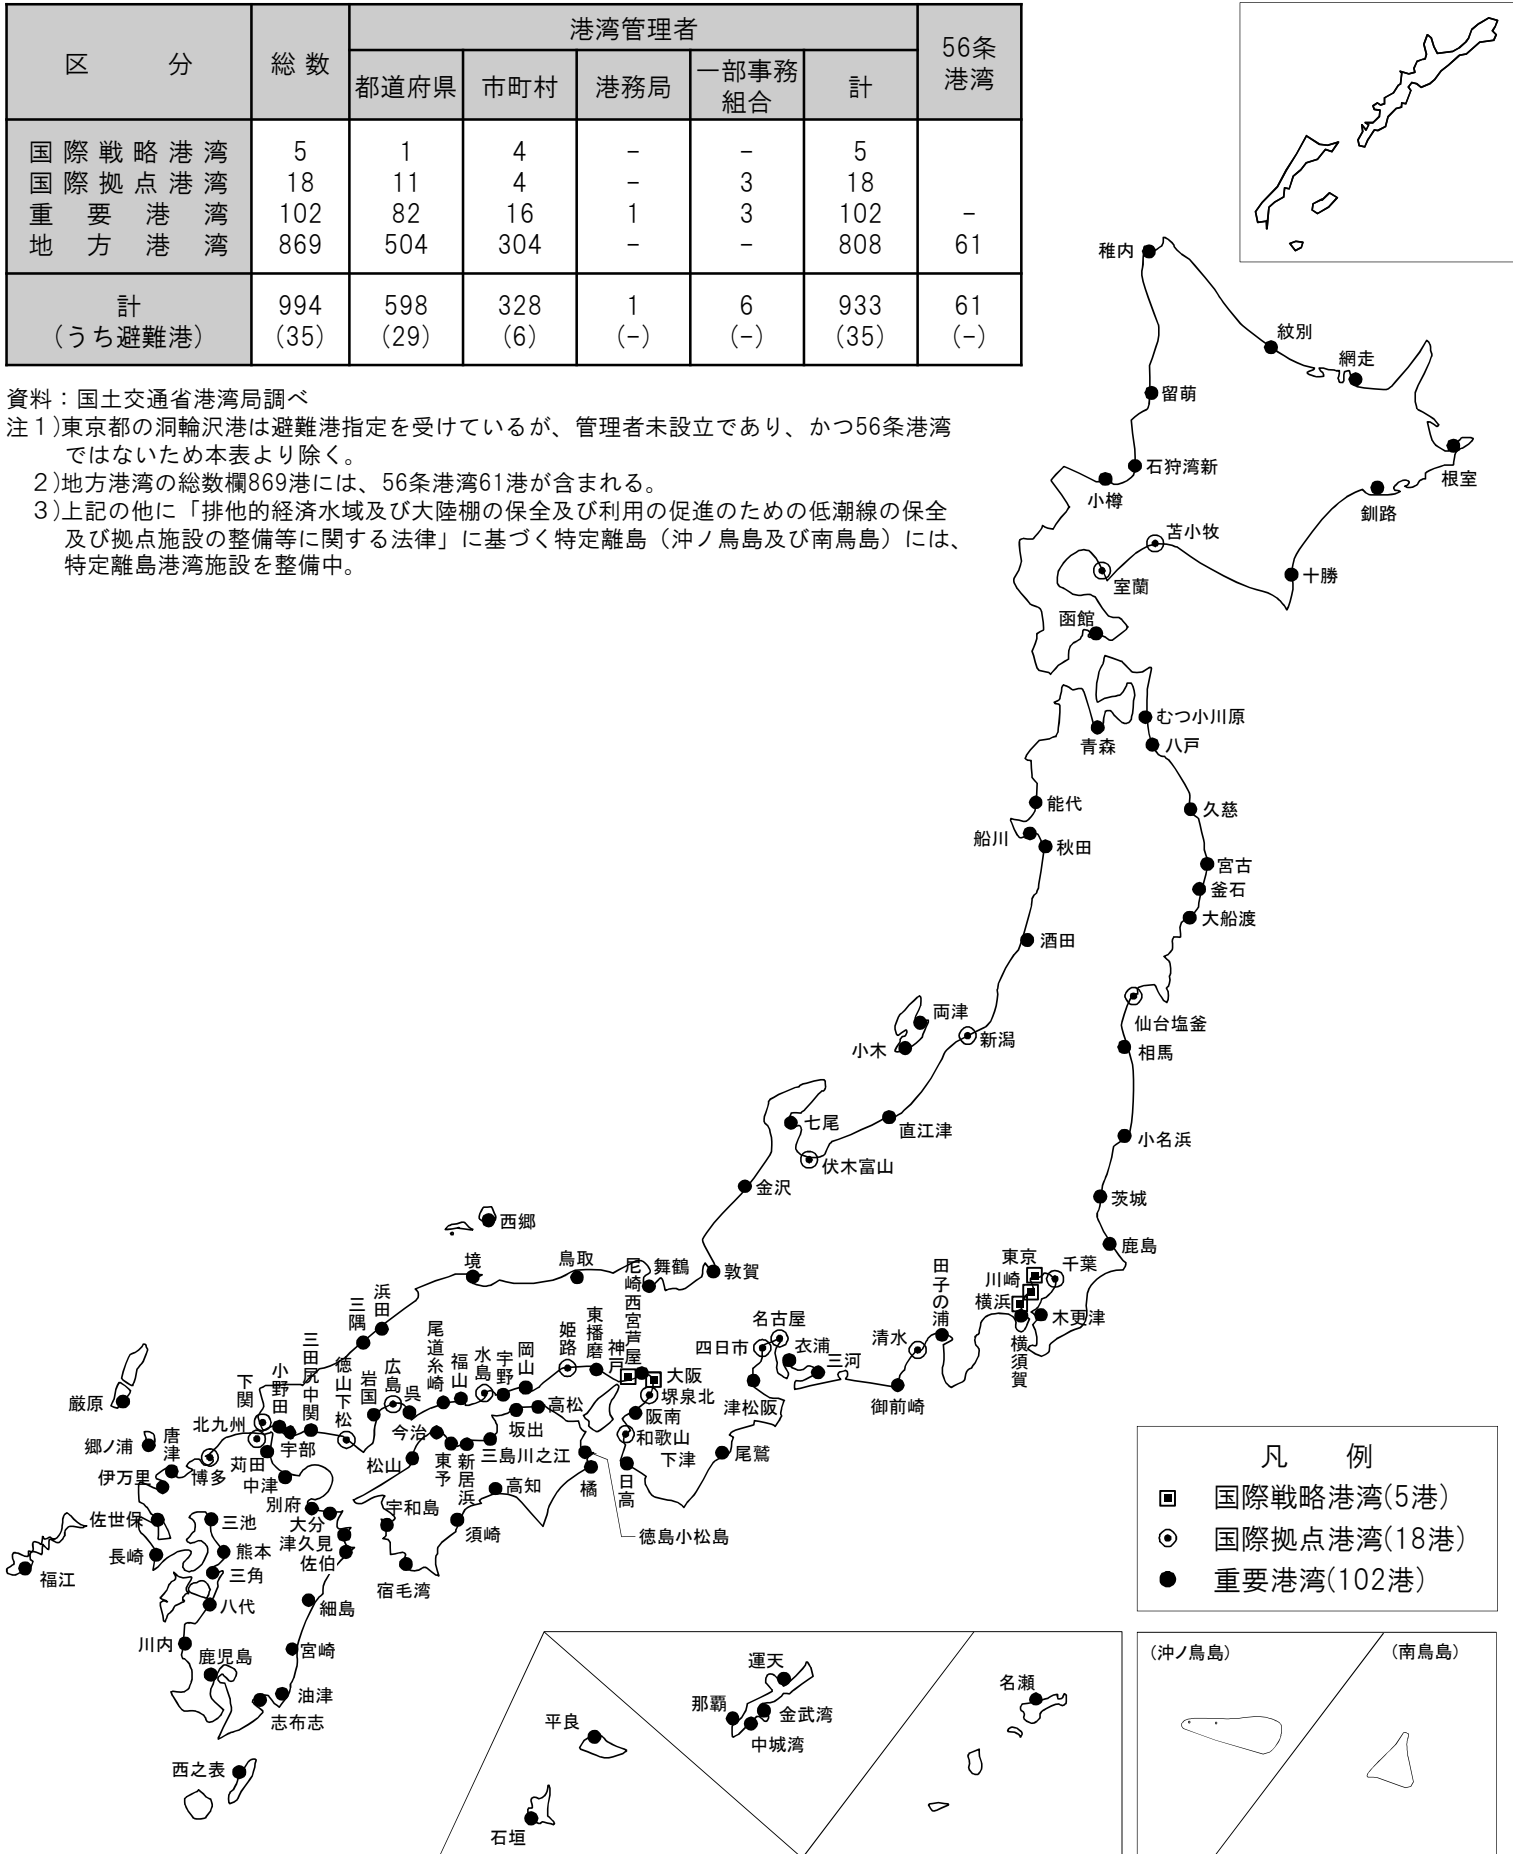 区 分 総数 港湾管理者 56条港湾
都道府県 市町村 港務局 一部事務組合 計
国際戦略港湾 5 1 4 － － 5
国際拠点港湾 18 11 4 － 3 18
重要港湾 102 82 16 1 3 102 －
地方港湾 869 504 304 － － 808 61
計 994 598 328 1 6 933 61
（うち避難港） (35) (29) (6) (－) (－) (35) (－)
資料：国土交通省港湾局調べ
注１)東京都の洞輪沢港は避難港指定を受けているが、管理者未設立であり、かつ56条港湾
ではないため本表より除く。
２)地方港湾の総数欄869港には、56条港湾61港が含まれる。
３)上記の他に「排他的経済水域及び大陸棚の保全及び利用の促進のための低潮線の保全
及び拠点施設の整備等に関する法律」に基づく特定離島（沖ノ鳥島及び南鳥島）には、
特定離島港湾施設を整備中。
稚内
紋別
網走
留萌
根室
石狩湾新
小樽
釧路
苫小牧
室蘭
十勝
函館
むつ小川原
青森
八戸
能代
久慈
船川
秋田
宮古
釜石
大船渡
酒田
仙台塩釜
両津
新潟
小木
相馬
七尾
直江津
小名浜
伏木富山
金沢
茨城
西郷
鹿島
境
鳥取
舞鶴
敦賀
尼崎西宮芦屋
東京
千葉
川崎
横浜
木更津
横須賀
田子の浦
清水
御前崎
名古屋
四日市
衣浦
三河
津松阪
尾鷲
浜田
三隅
三田尻中関
小野田
下関
北九州
宇部
徳山下松
岩国
広島
呉
尾道糸崎
福山
水島
宇野
岡山
姫路
東播磨
神戸
大阪
堺泉北
阪南
和歌山
下津
日高
高松
坂出
今治
松山
東予
新居浜
三島川之江
橘
徳島小松島
高知
須崎
宇和島
宿毛湾
厳原
郷ノ浦
唐津
博多
伊万里
苅田
中津
別府
大分
津久見
佐伯
佐世保
長崎
三池
熊本
三角
八代
福江
川内
鹿児島
細島
宮崎
油津
志布志
西之表
平良
石垣
運天
那覇
金武湾
中城湾
名瀬
凡 例
国際戦略港湾(5港)
国際拠点港湾(18港)
重要港湾(102港)
(沖ノ鳥島)
(南鳥島)